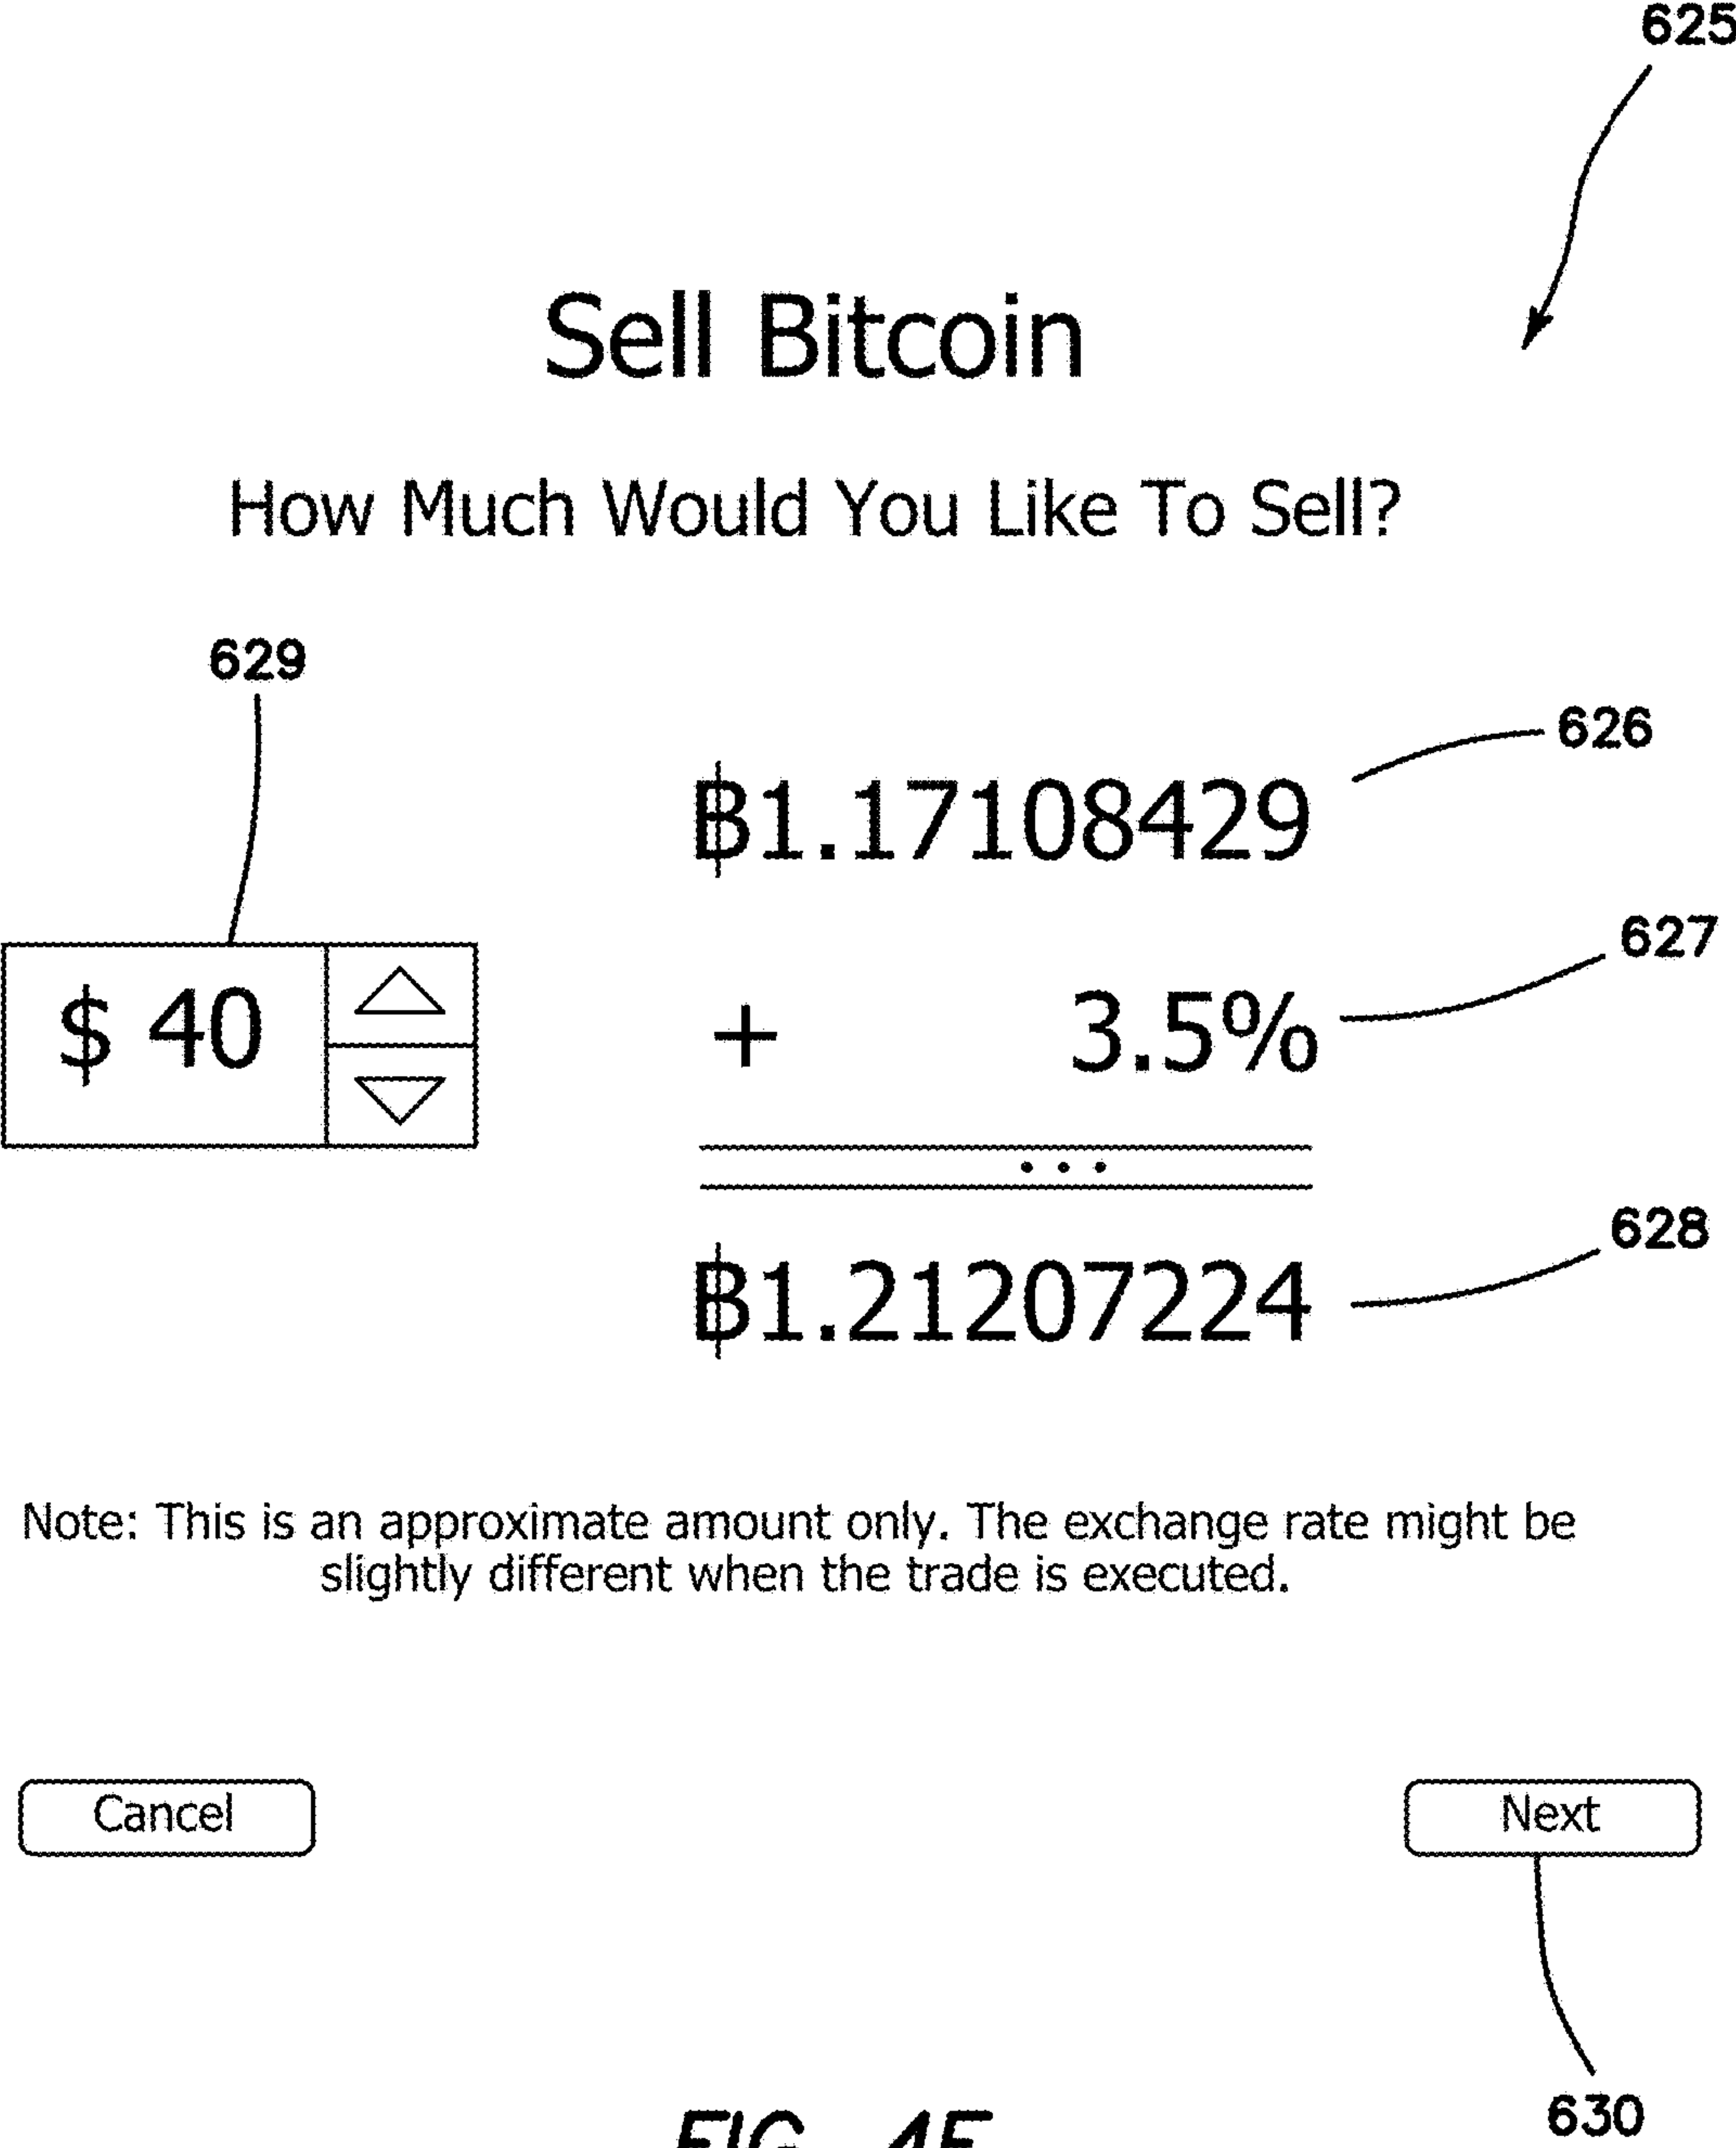 625
Sell Bitcoin
How Much Would You Like To Sell?
629
626
฿1.17108429
627
$ 40
+ 3.5%
...
628
฿1.21207224
Note: This is an approximate amount only. The exchange rate might be
slightly different when the trade is executed.
Cancel
Next
630